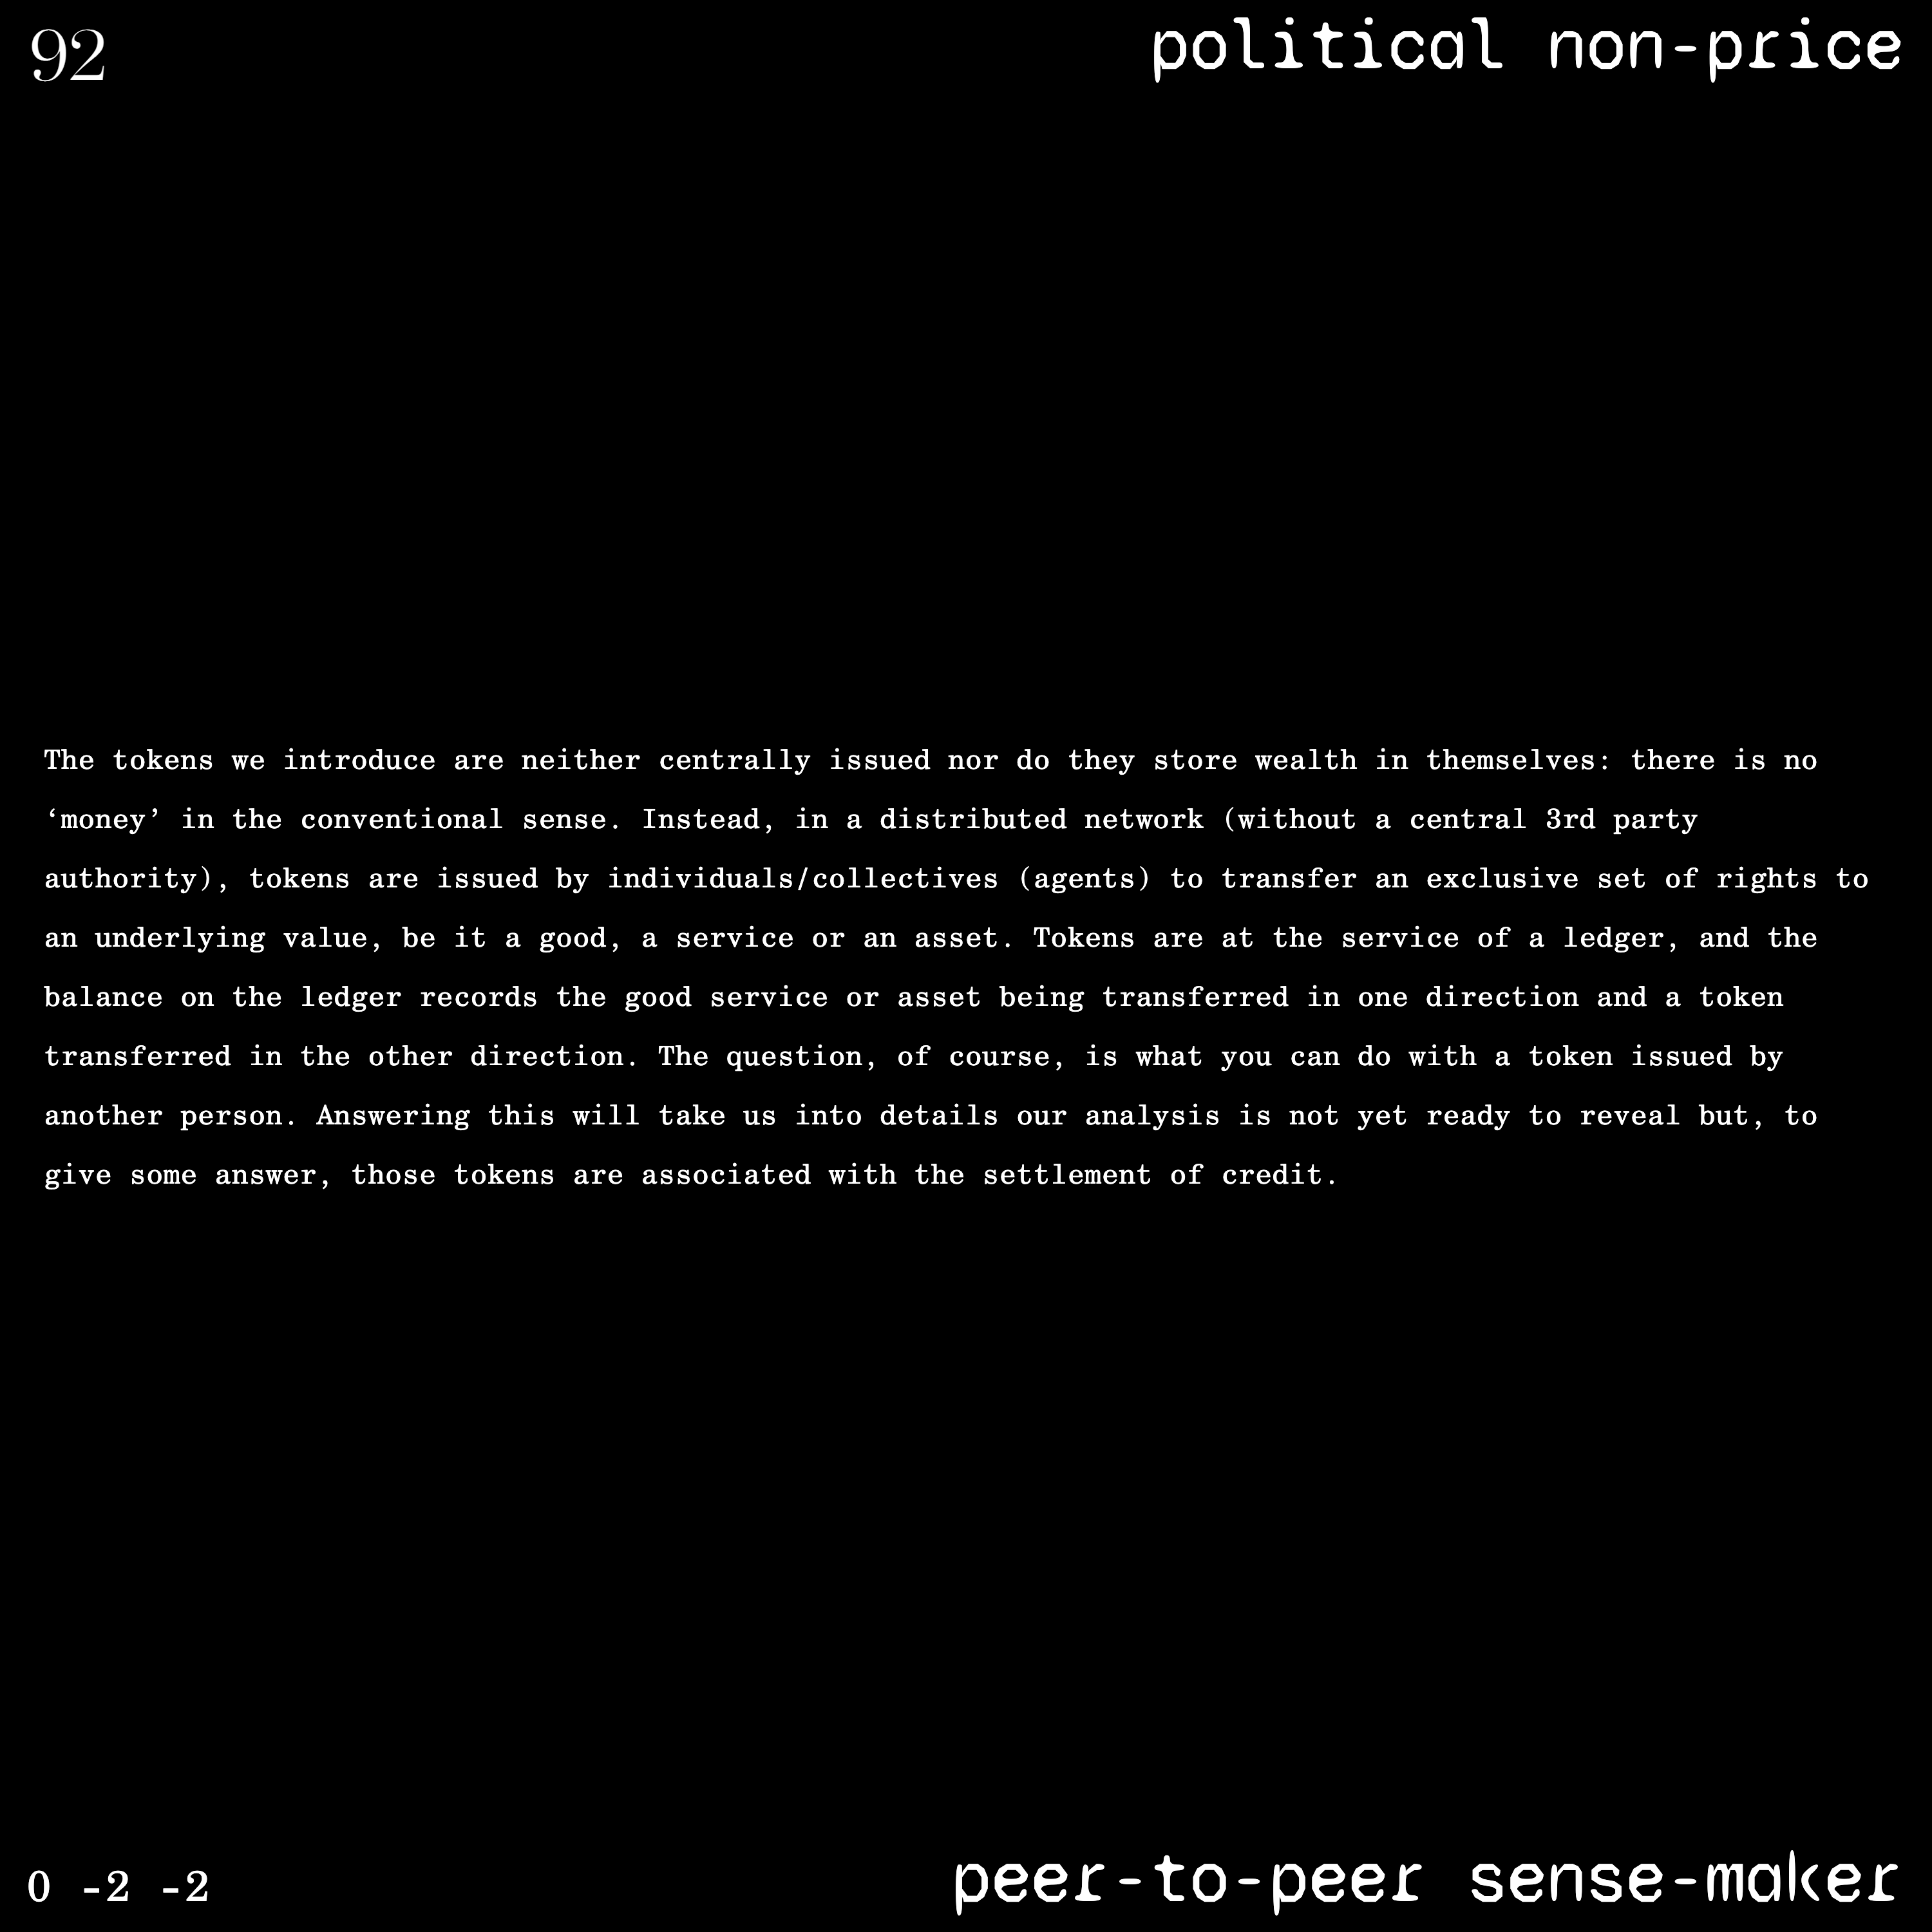 92
political non-price
The tokens we introduce are neither centrally issued nor do they store wealth in themselves: there is no
‘money’ in the conventional sense. Instead, in a distributed network (without a central 3rd party
authority), tokens are issued by individuals/collectives (agents) to transfer an exclusive set of rights to
an underlying value, be it a good, a service or an asset. Tokens are at the service of a ledger, and the
balance on the ledger records the good service or asset being transferred in one direction and a token
transferred in the other direction. The question, of course, is what you can do with a token issued by
another person. Answering this will take us into details our analysis is not yet ready to reveal but, to
give some answer, those tokens are associated with the settlement of credit.
0 -2 -2
peer-to-peer sense-maker